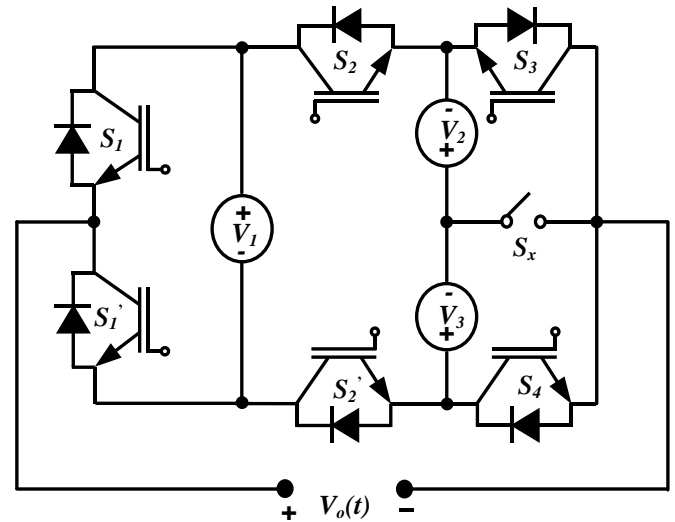 S₂
S₃
-
V₂
+
S₁
+
V₁
-
Sₓ
S₁’
-
V₃
+
S₂’
S₄
+ Vₒ(t) -